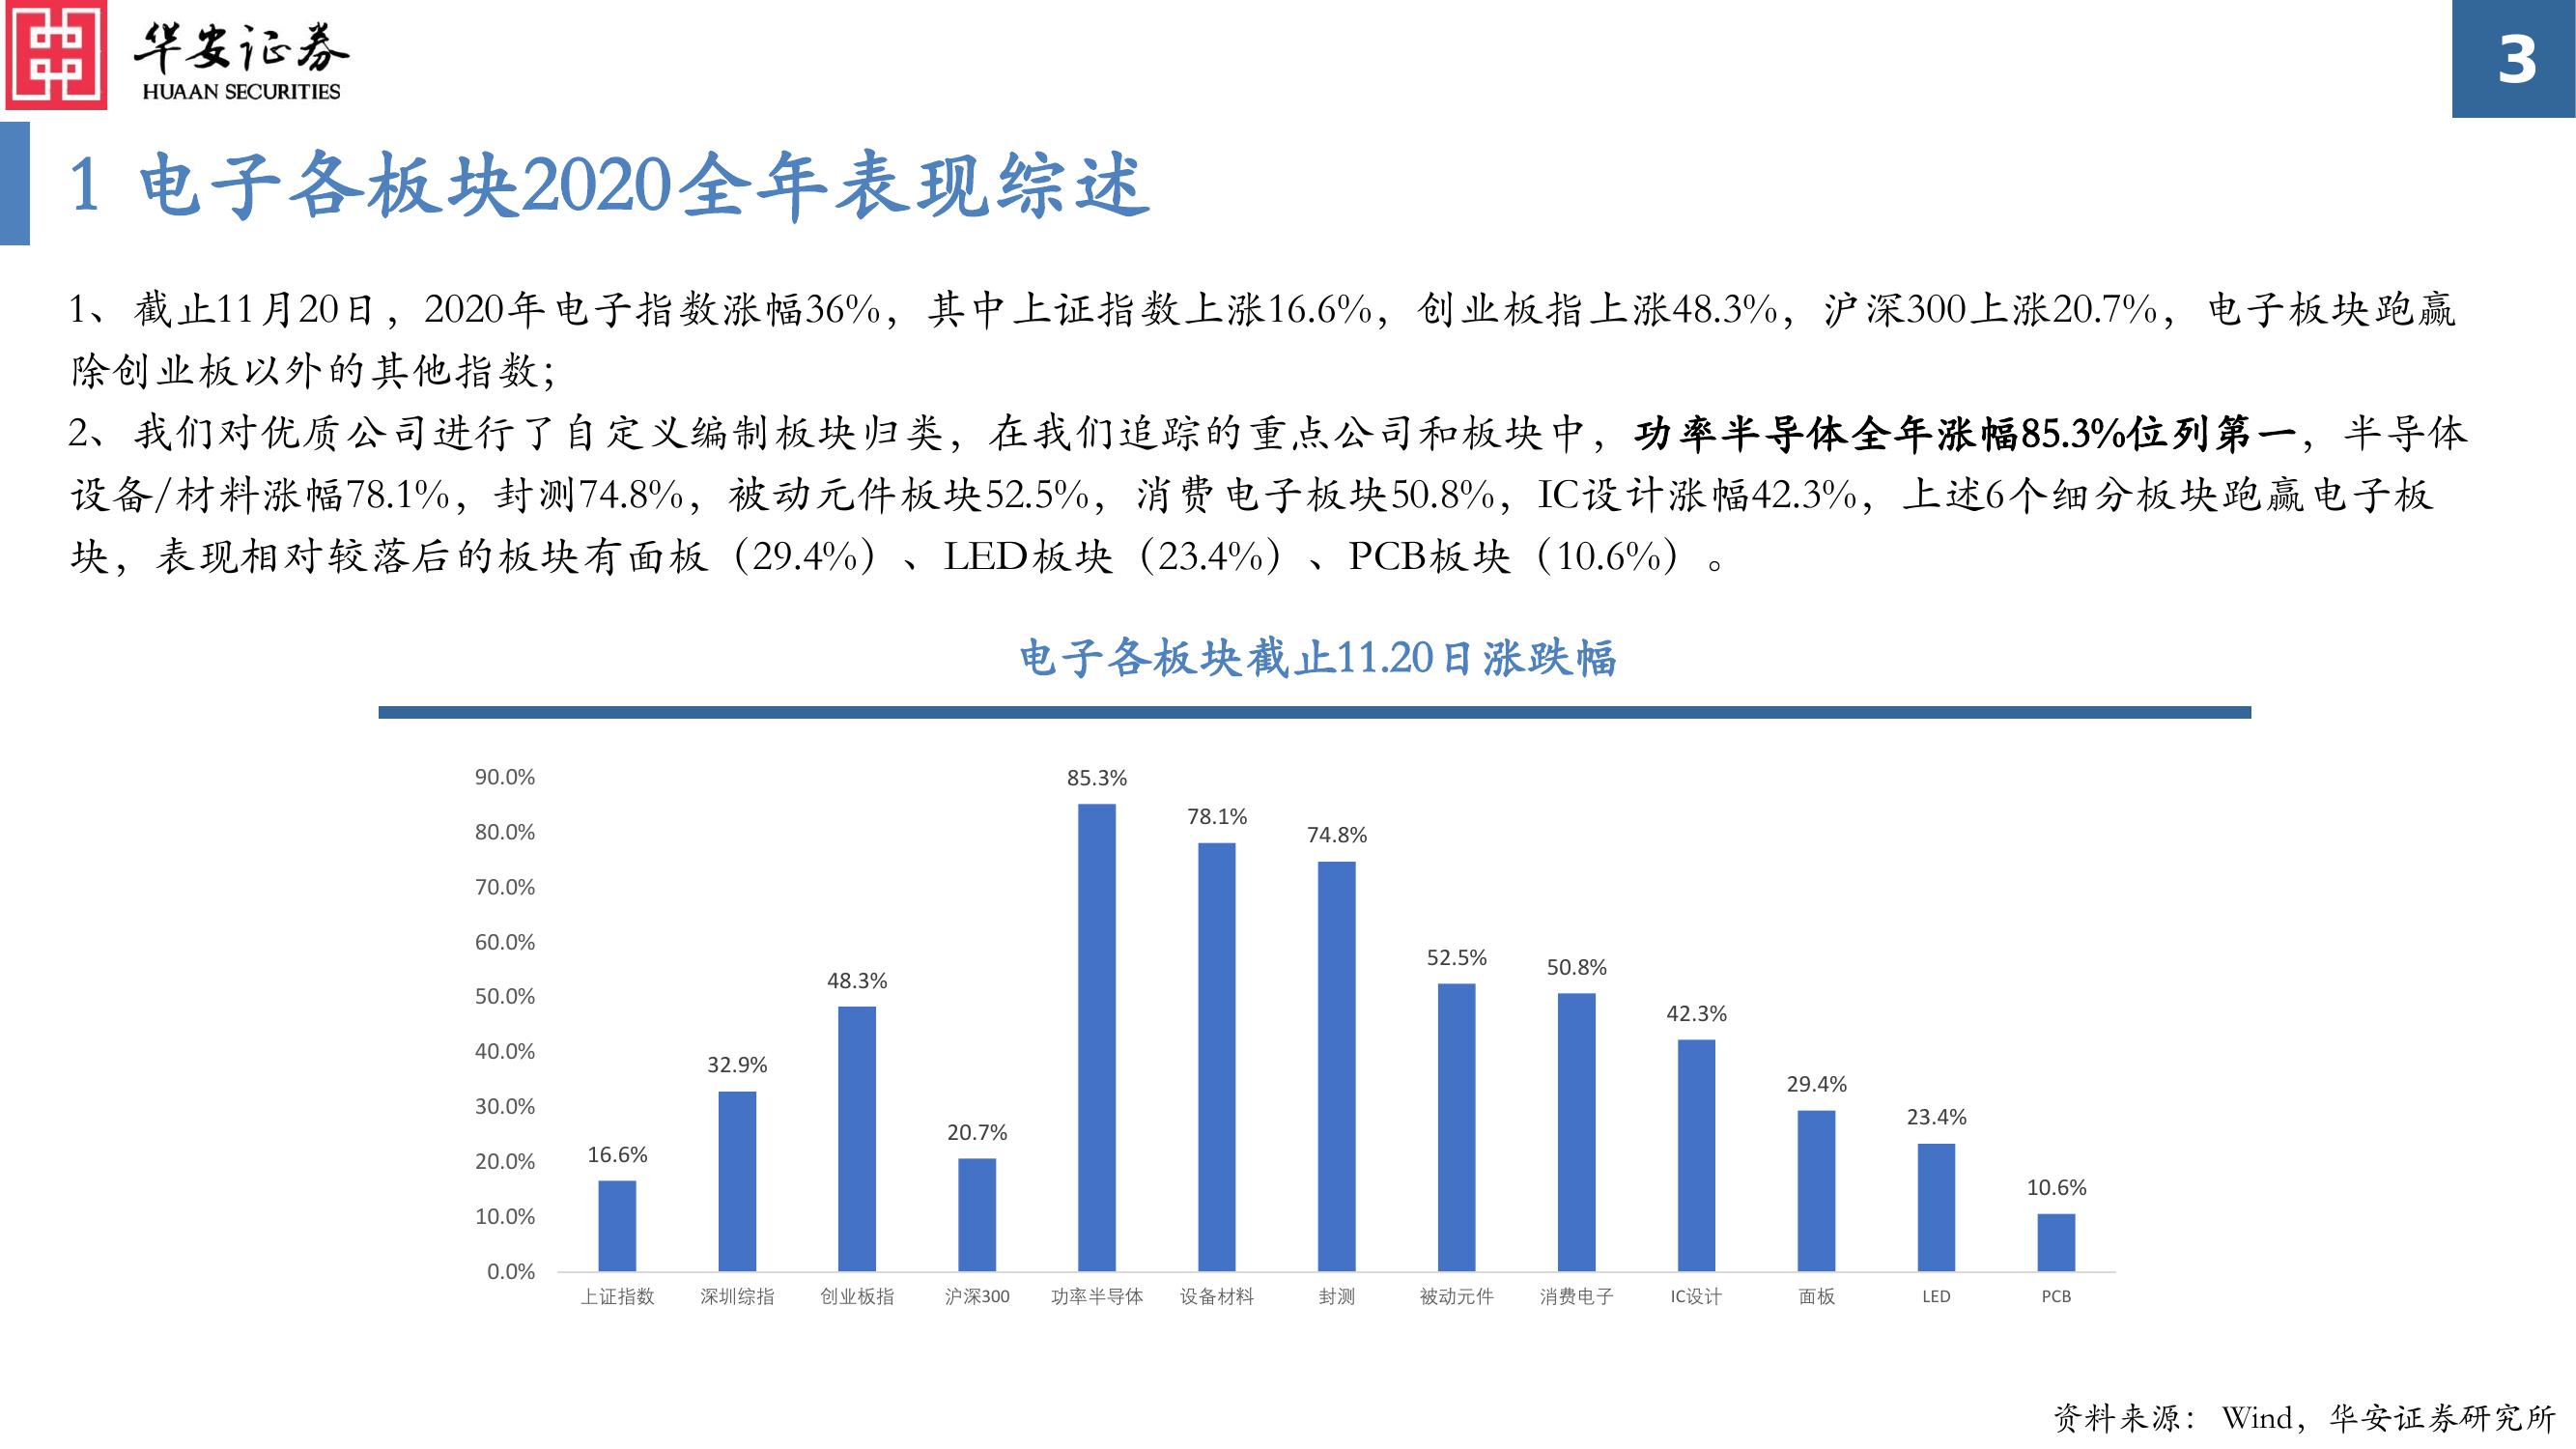 华安证券
HUAAN SECURITIES
3
1 电子各板块2020全年表现综述
1、截止11月20日，2020年电子指数涨幅36%，其中上证指数上涨16.6%，创业板指上涨48.3%，沪深300上涨20.7%，电子板块跑赢
除创业板以外的其他指数；
2、我们对优质公司进行了自定义编制板块归类，在我们追踪的重点公司和板块中，功率半导体全年涨幅85.3%位列第一，半导体
设备/材料涨幅78.1%，封测74.8%，被动元件板块52.5%，消费电子板块50.8%，IC设计涨幅42.3%，上述6个细分板块跑赢电子板
块，表现相对较落后的板块有面板（29.4%）、LED板块（23.4%）、PCB板块（10.6%）。
电子各板块截止11.20日涨跌幅
90.0%
80.0%
70.0%
60.0%
50.0%
40.0%
30.0%
20.0%
10.0%
0.0%
16.6%
32.9%
48.3%
20.7%
85.3%
78.1%
74.8%
52.5%
50.8%
42.3%
29.4%
23.4%
10.6%
上证指数
深圳综指
创业板指
沪深300
功率半导体
设备材料
封测
被动元件
消费电子
IC设计
面板
LED
PCB
资料来源：Wind，华安证券研究所